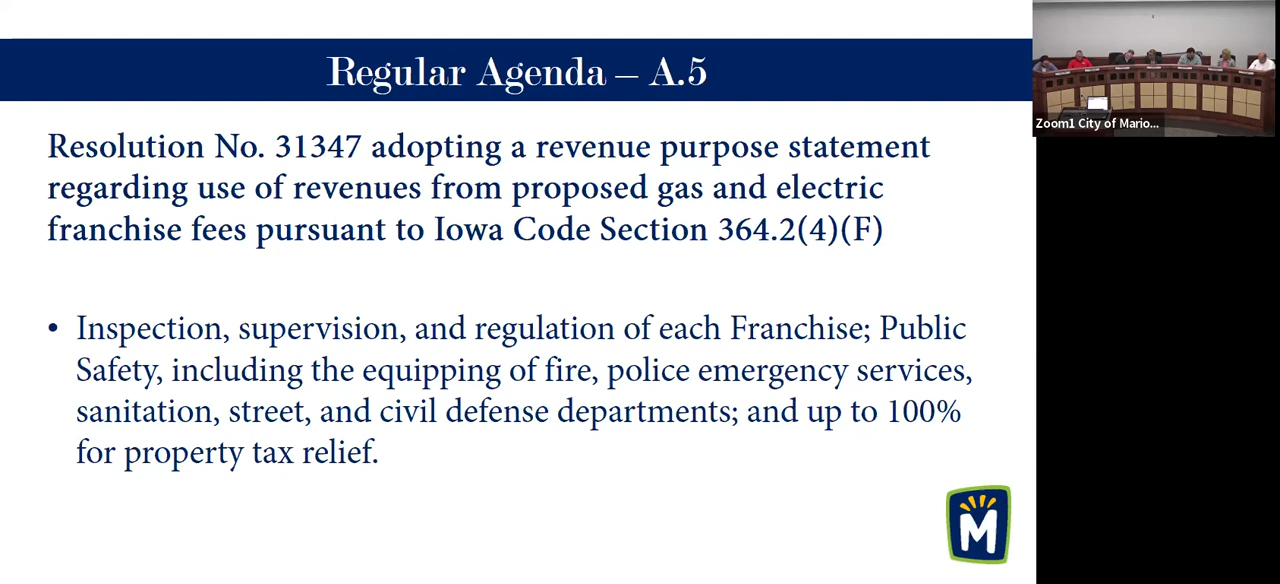 Regular Agenda – A.5
Resolution No. 31347 adopting a revenue purpose statement
regarding use of revenues from proposed gas and electric
franchise fees pursuant to Iowa Code Section 364.2(4)(F)
• Inspection, supervision, and regulation of each Franchise; Public
Safety, including the equipping of fire, police emergency services,
sanitation, street, and civil defense departments; and up to 100%
for property tax relief.
M
Zoom1 City of Mario...